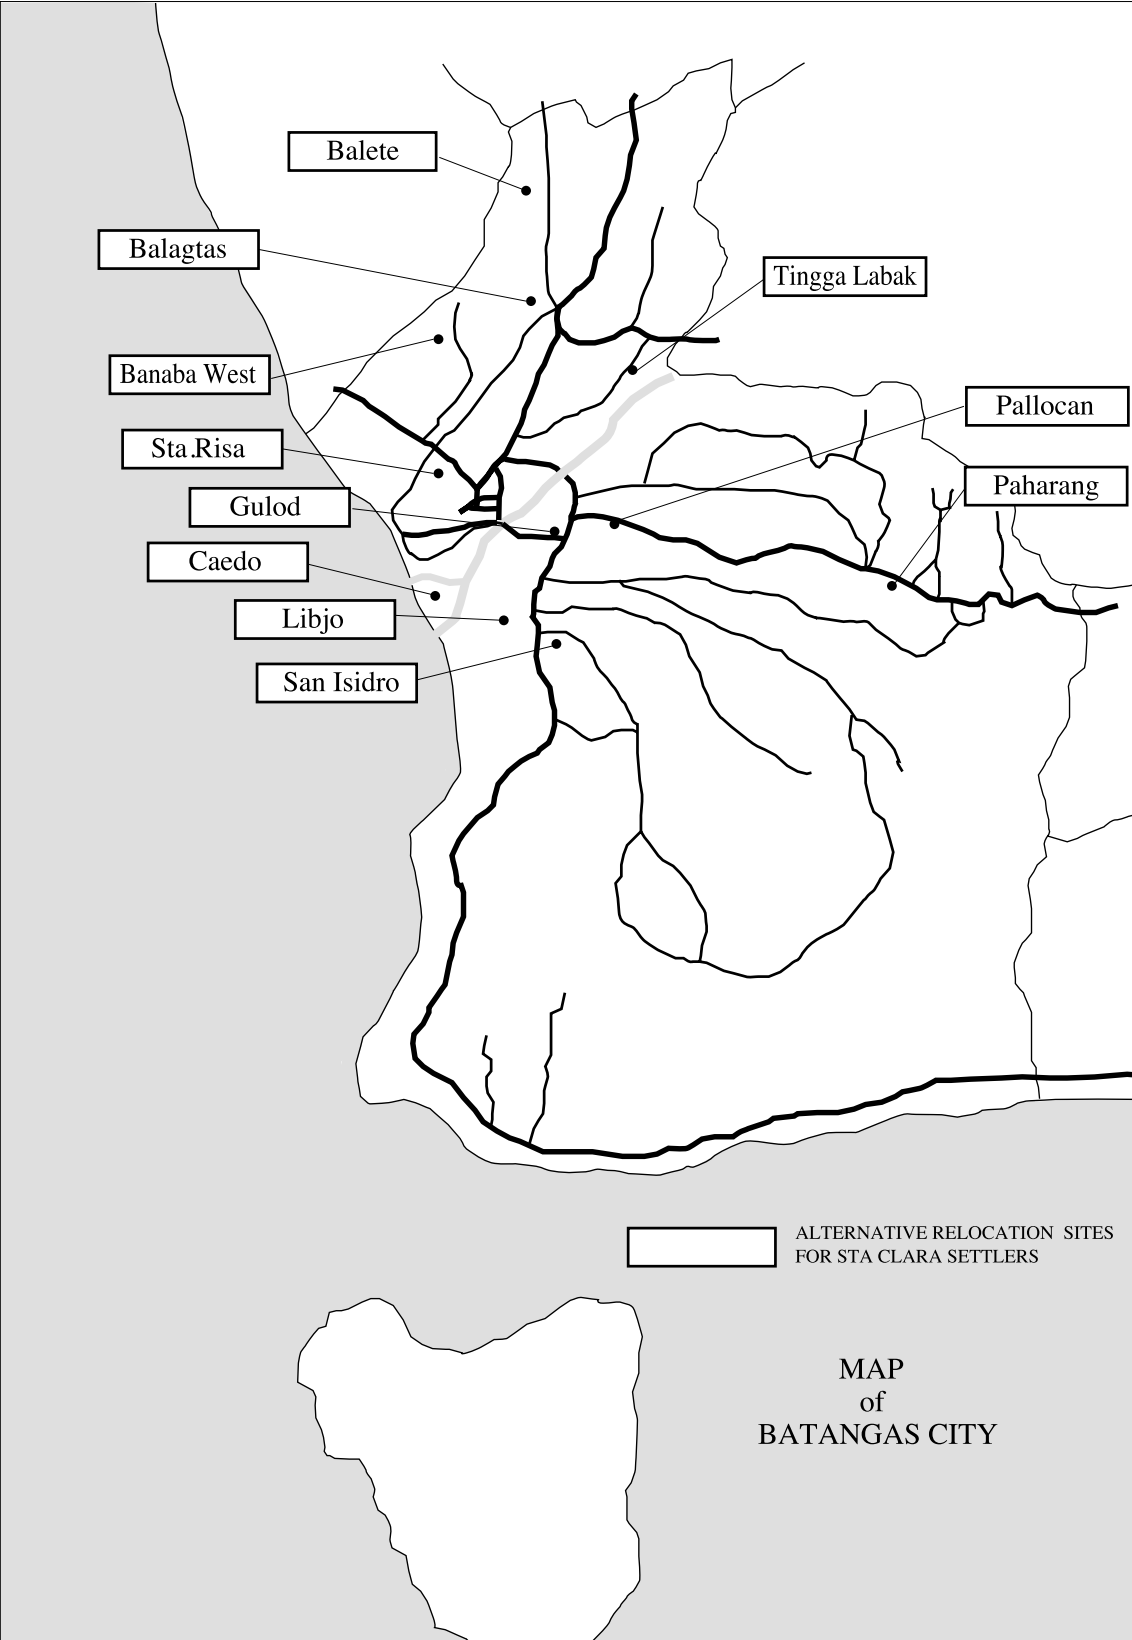 Balete
Balagtas
Tingga Labak
Banaba West
Pallocan
Sta.Risa
Paharang
Gulod
Caedo
Libjo
San Isidro
ALTERNATIVE RELOCATION SITES
FOR STA CLARA SETTLERS
MAP
of
BATANGAS CITY